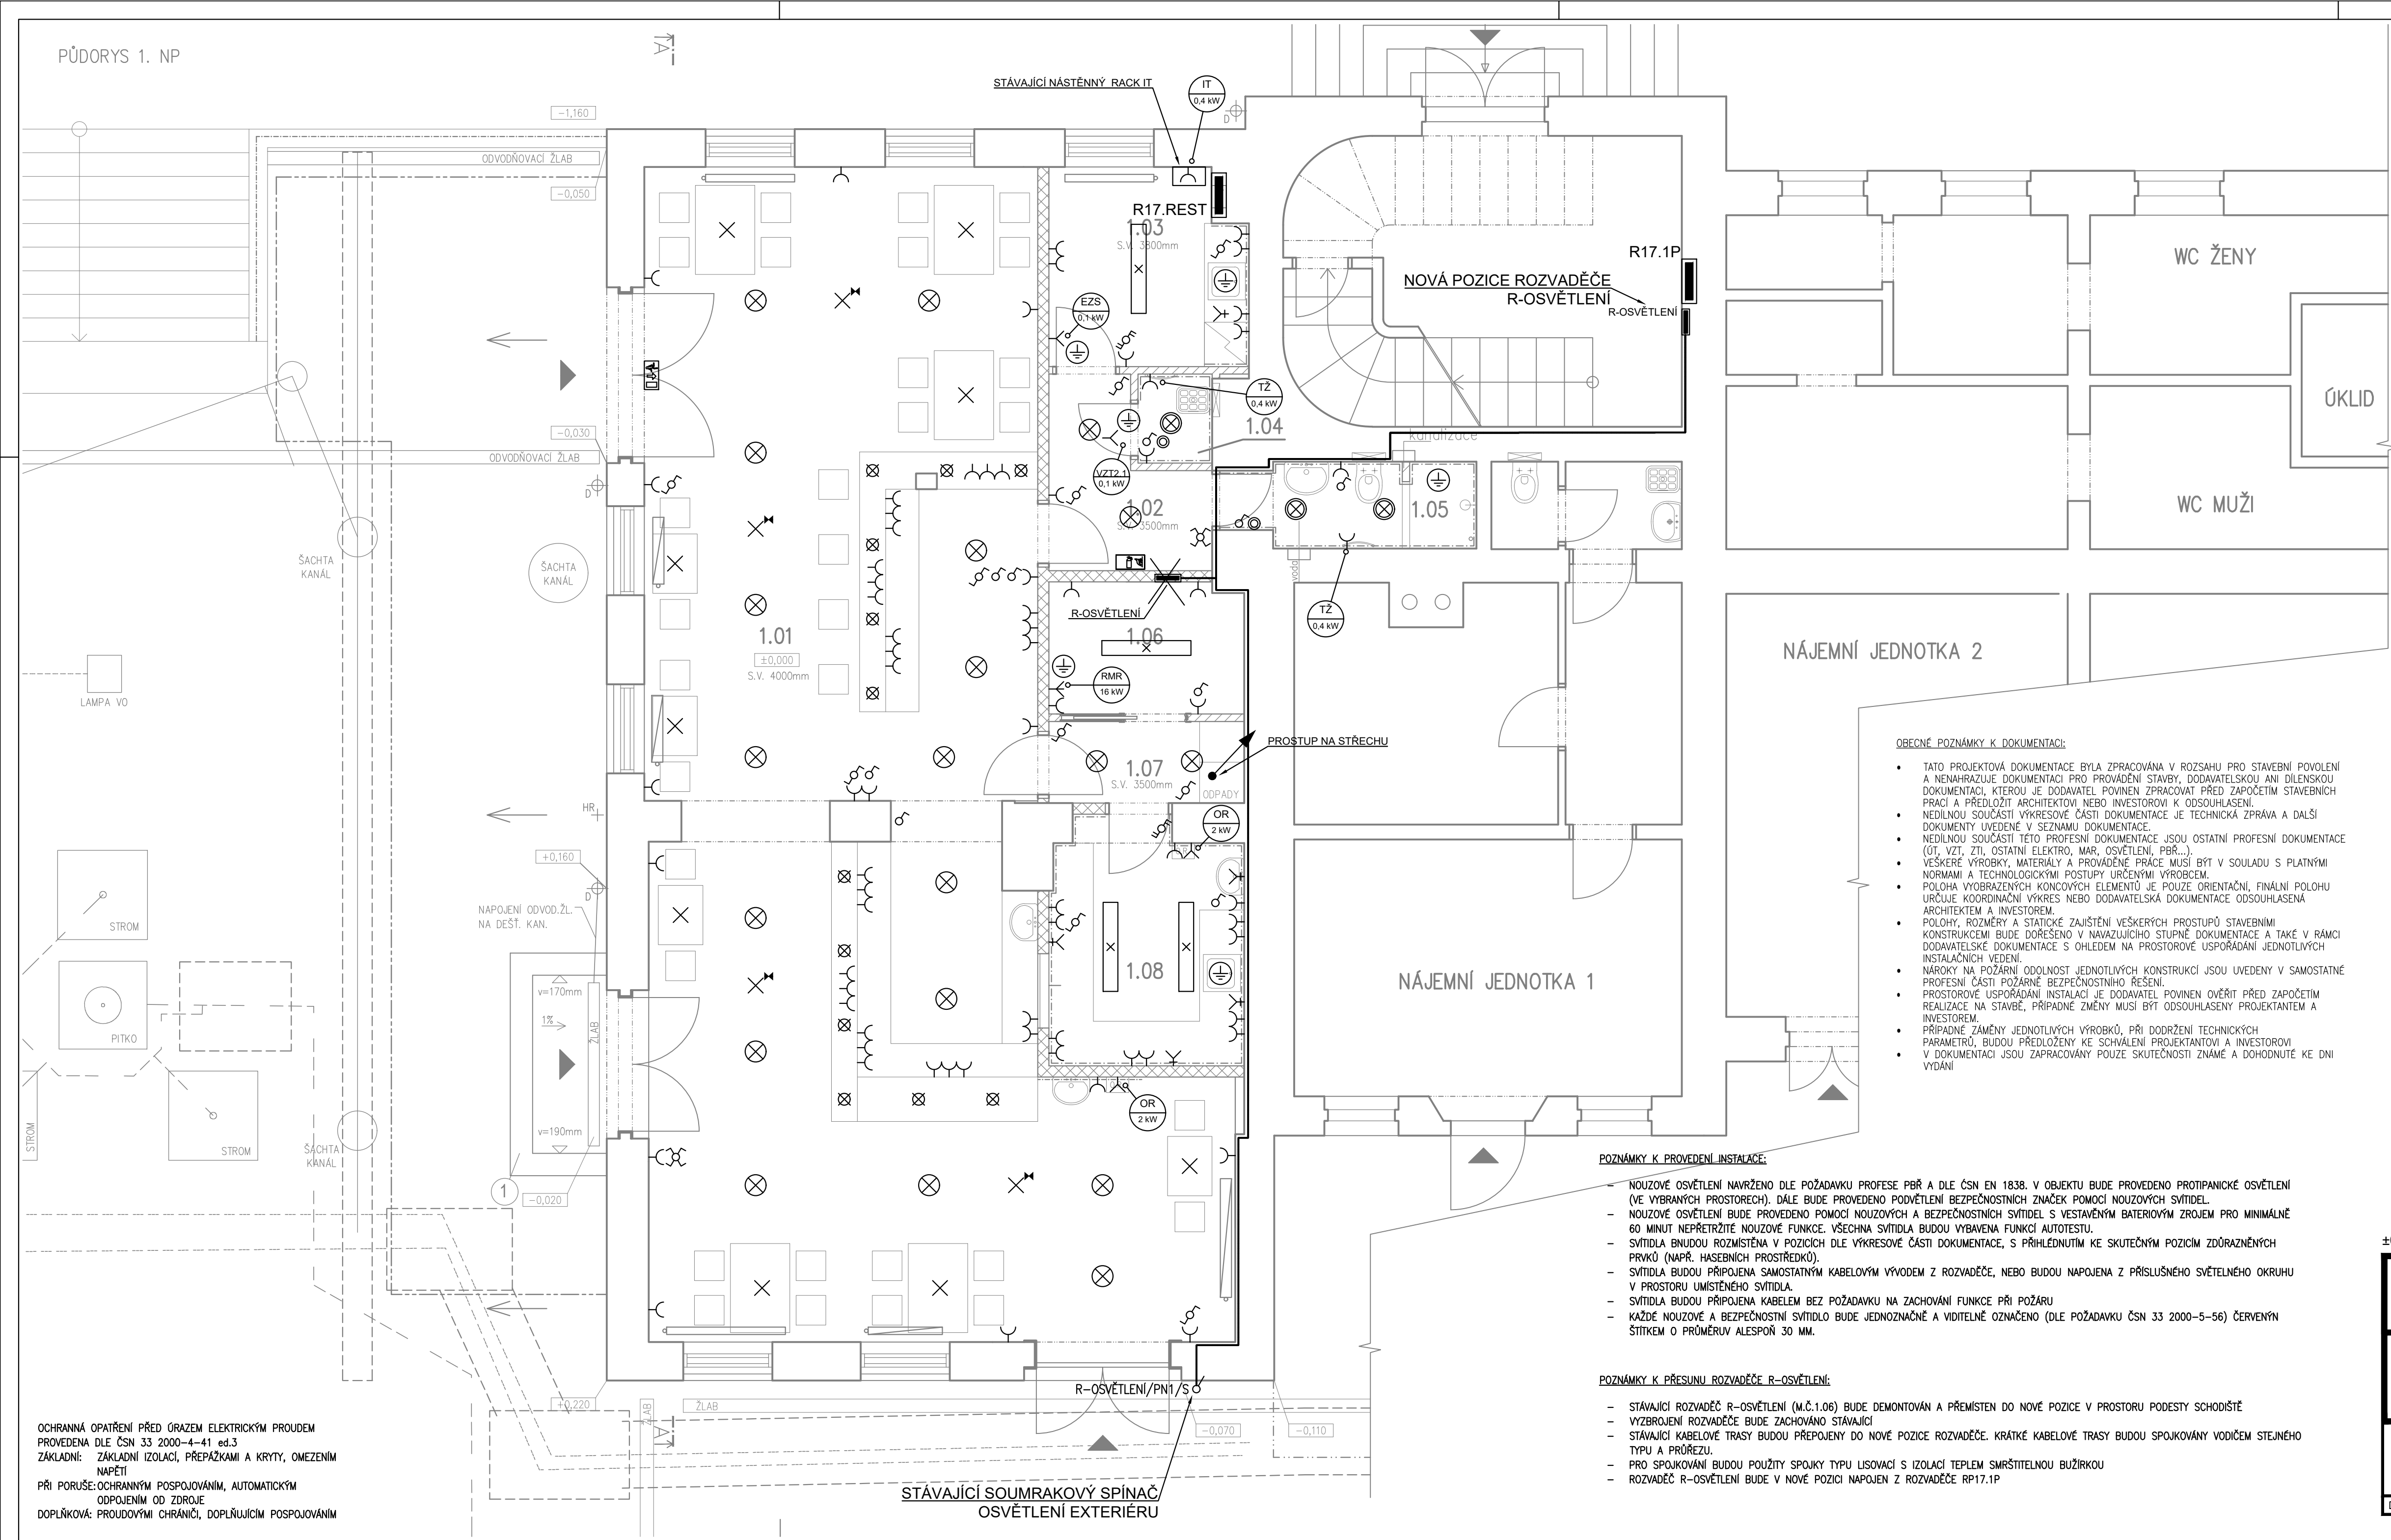 PŮDORYS 1. NP
A
STÁVAJÍCÍ NÁSTĚNNÝ RACK IT
IT
0,4 kW
D
-1,160
ODVODŇOVACÍ ŽLAB
-0,050
R17.REST
1.03
S.V. 3800mm
R17.1P
NOVÁ POZICE ROZVADĚČE
R-OSVĚTLENÍ
R-OSVĚTLENÍ
WC ŽENY
EZS
0,1 kW
TŽ
0,4 kW
1.04
ÚKLID
-0,030
ODVODŇOVACÍ ŽLAB
kanalizace
D
VZT2.1
0,1 kW
1.02
S.V. 3500mm
1.05
WC MUŽI
ŠACHTA
KANÁL
ŠACHTA
KANÁL
voda
TŽ
0,4 kW
R-OSVĚTLENÍ
1.06
1.01
±0,000
S.V. 4000mm
NÁJEMNÍ JEDNOTKA 2
RMR
16 kW
LAMPA VO
PROSTUP NA STŘECHU
1.07
S.V. 3500mm
ODPADY
HR
OR
2 kW
+0,160
D
NAPOJENÍ ODVOD.ŽL.
NA DEŠŤ. KAN.
STROM
1.08
NÁJEMNÍ JEDNOTKA 1
v=170mm
1%
ŽLAB
PITKO
OR
2 kW
v=190mm
STROM
STROM
ŠACHTA
KANÁL
1
-0,020
OBECNÉ POZNÁMKY K DOKUMENTACI:
• TATO PROJEKTOVÁ DOKUMENTACE BYLA ZPRACOVÁNA V ROZSAHU PRO STAVEBNÍ POVOLENÍ
A NENAHRAZUJE DOKUMENTACI PRO PROVÁDĚNÍ STAVBY, DODAVATELSKOU ANI DÍLENSKOU
DOKUMENTACI, KTEROU JE DODAVATEL POVINEN ZPRACOVAT PŘED ZAPOČETÍM STAVEBNÍCH
PRACÍ A PŘEDLOŽIT ARCHITEKTOVI NEBO INVESTOROVI K ODSOUHLASENÍ.
• NEDÍLNOU SOUČÁSTÍ VÝKRESOVÉ ČÁSTI DOKUMENTACE JE TECHNICKÁ ZPRÁVA A DALŠÍ
DOKUMENTY UVEDENÉ V SEZNAMU DOKUMENTACE.
• NEDÍLNOU SOUČÁSTÍ TÉTO PROFESNÍ DOKUMENTACE JSOU OSTATNÍ PROFESNÍ DOKUMENTACE
(ÚT, VZT, ZTI, OSTATNÍ ELEKTRO, MAR, OSVĚTLENÍ, PBŘ...).
• VEŠKERÉ VÝROBKY, MATERIÁLY A PROVÁDĚNÉ PRÁCE MUSÍ BÝT V SOULADU S PLATNÝMI
NORMAMI A TECHNOLOGICKÝMI POSTUPY URČENÝMI VÝROBCEM.
• POLOHA VYOBRAZENÝCH KONCOVÝCH ELEMENTŮ JE POUZE ORIENTAČNÍ, FINÁLNÍ POLOHU
URČUJE KOORDINAČNÍ VÝKRES NEBO DODAVATELSKÁ DOKUMENTACE ODSOUHLASENÁ
ARCHITEKTEM A INVESTOREM.
• POLOHY, ROZMĚRY A STATICKÉ ZAJIŠTĚNÍ VEŠKERÝCH PROSTUPŮ STAVEBNÍMI
KONSTRUKCEMI BUDE DOŘEŠENO V NAVAZUJÍCÍHO STUPNĚ DOKUMENTACE A TAKÉ V RÁMCI
DODAVATELSKÉ DOKUMENTACE S OHLEDEM NA PROSTOROVÉ USPOŘÁDÁNÍ JEDNOTLIVÝCH
INSTALAČNÍCH VEDENÍ.
• NÁROKY NA POŽÁRNÍ ODOLNOST JEDNOTLIVÝCH KONSTRUKCÍ JSOU UVEDENY V SAMOSTATNÉ
PROFESNÍ ČÁSTI POŽÁRNĚ BEZPEČNOSTNÍHO ŘEŠENÍ.
• PROSTOROVÉ USPOŘÁDÁNÍ INSTALACÍ JE DODAVATEL POVINEN OVĚŘIT PŘED ZAPOČETÍM
REALIZACE NA STAVBĚ, PŘÍPADNÉ ZMĚNY MUSÍ BÝT ODSOUHLASENY PROJEKTANTEM A
INVESTOREM.
• PŘÍPADNÉ ZÁMĚNY JEDNOTLIVÝCH VÝROBKŮ, PŘI DODRŽENÍ TECHNICKÝCH
PARAMETRŮ, BUDOU PŘEDLOŽENY KE SCHVÁLENÍ PROJEKTANTOVI A INVESTOROVI
• V DOKUMENTACI JSOU ZAPRACOVÁNY POUZE SKUTEČNOSTI ZNÁMÉ A DOHODNUTÉ KE DNI
VYDÁNÍ
POZNÁMKY K PROVEDENÍ INSTALACE:
– NOUZOVÉ OSVĚTLENÍ NAVRŽENO DLE POŽADAVKU PROFESE PBŘ A DLE ČSN EN 1838. V OBJEKTU BUDE PROVEDENO PROTIPANICKÉ OSVĚTLENÍ
(VE VYBRANÝCH PROSTORECH). DÁLE BUDE PROVEDENO PODVĚTLENÍ BEZPEČNOSTNÍCH ZNAČEK POMOCÍ NOUZOVÝCH SVÍTIDEL.
– NOUZOVÉ OSVĚTLENÍ BUDE PROVEDENO POMOCÍ NOUZOVÝCH A BEZPEČNOSTNÍCH SVÍTIDEL S VESTAVĚNÝM BATERIOVÝM ZROJEM PRO MINIMÁLNĚ
60 MINUT NEPŘETRŽITÉ NOUZOVÉ FUNKCE. VŠECHNA SVÍTIDLA BUDOU VYBAVENA FUNKCÍ AUTOTESTU.
– SVÍTIDLA BNUDOU ROZMÍSTĚNA V POZICÍCH DLE VÝKRESOVÉ ČÁSTI DOKUMENTACE, S PŘIHLÉDNUTÍM KE SKUTEČNÝM POZICÍM ZDŮRAZNĚNÝCH
PRVKŮ (NAPŘ. HASEBNÍCH PROSTŘEDKŮ).
– SVÍTIDLA BUDOU PŘIPOJENA SAMOSTATNÝM KABELOVÝM VÝVODEM Z ROZVADĚČE, NEBO BUDOU NAPOJENA Z PŘÍSLUŠNÉHO SVĚTELNÉHO OKRUHU
V PROSTORU UMÍSTĚNÉHO SVÍTIDLA.
– SVÍTIDLA BUDOU PŘIPOJENA KABELEM BEZ POŽADAVKU NA ZACHOVÁNÍ FUNKCE PŘI POŽÁRU
– KAŽDÉ NOUZOVÉ A BEZPEČNOSTNÍ SVÍTIDLO BUDE JEDNOZNAČNĚ A VIDITELNĚ OZNAČENO (DLE POŽADAVKU ČSN 33 2000-5-56) ČERVENÝN
ŠTÍTKEM O PRŮMĚRUV ALESPOŇ 30 MM.
POZNÁMKY K PŘESUNU ROZVADĚČE R-OSVĚTLENÍ:
– STÁVAJÍCÍ ROZVADĚČ R-OSVĚTLENÍ (M.Č.1.06) BUDE DEMONTOVÁN A PŘEMÍSTEN DO NOVÉ POZICE V PROSTORU PODESTY SCHODIŠTĚ
– VYZBROJENÍ ROZVADĚČE BUDE ZACHOVÁNO STÁVAJÍCÍ
– STÁVAJÍCÍ KABELOVÉ TRASY BUDOU PŘEPOJENY DO NOVÉ POZICE ROZVADĚČE. KRÁTKÉ KABELOVÉ TRASY BUDOU SPOJKOVÁNY VODIČEM STEJNÉHO
TYPU A PRŮŘEZU.
– PRO SPOJKOVÁNÍ BUDOU POUŽITY SPOJKY TYPU LISOVACÍ S IZOLACÍ TEPLEM SMRŠTITELNOU BUŽÍRKOU
– ROZVADĚČ R-OSVĚTLENÍ BUDE V NOVÉ POZICI NAPOJEN Z ROZVADĚČE RP17.1P
R-OSVĚTLENÍ/PN1/S
+0,220
ŽLAB
ŽLAB
A
-0,070
-0,110
STÁVAJÍCÍ SOUMRAKOVÝ SPÍNAČ
OSVĚTLENÍ EXTERIÉRU
OCHRANNÁ OPATŘENÍ PŘED ÚRAZEM ELEKTRICKÝM PROUDEM
PROVEDENA DLE ČSN 33 2000-4-41 ed.3
ZÁKLADNÍ: ZÁKLADNÍ IZOLACÍ, PŘEPÁŽKAMI A KRYTY, OMEZENÍM
NAPĚTÍ
PŘI PORUŠE: OCHRANNÝM POSPOJOVÁNÍM, AUTOMATICKÝM
ODPOJENÍM OD ZDROJE
DOPLŇKOVÁ: PROUDOVÝMI CHRÁNIČI, DOPLŇUJÍCÍM POSPOJOVÁNÍM